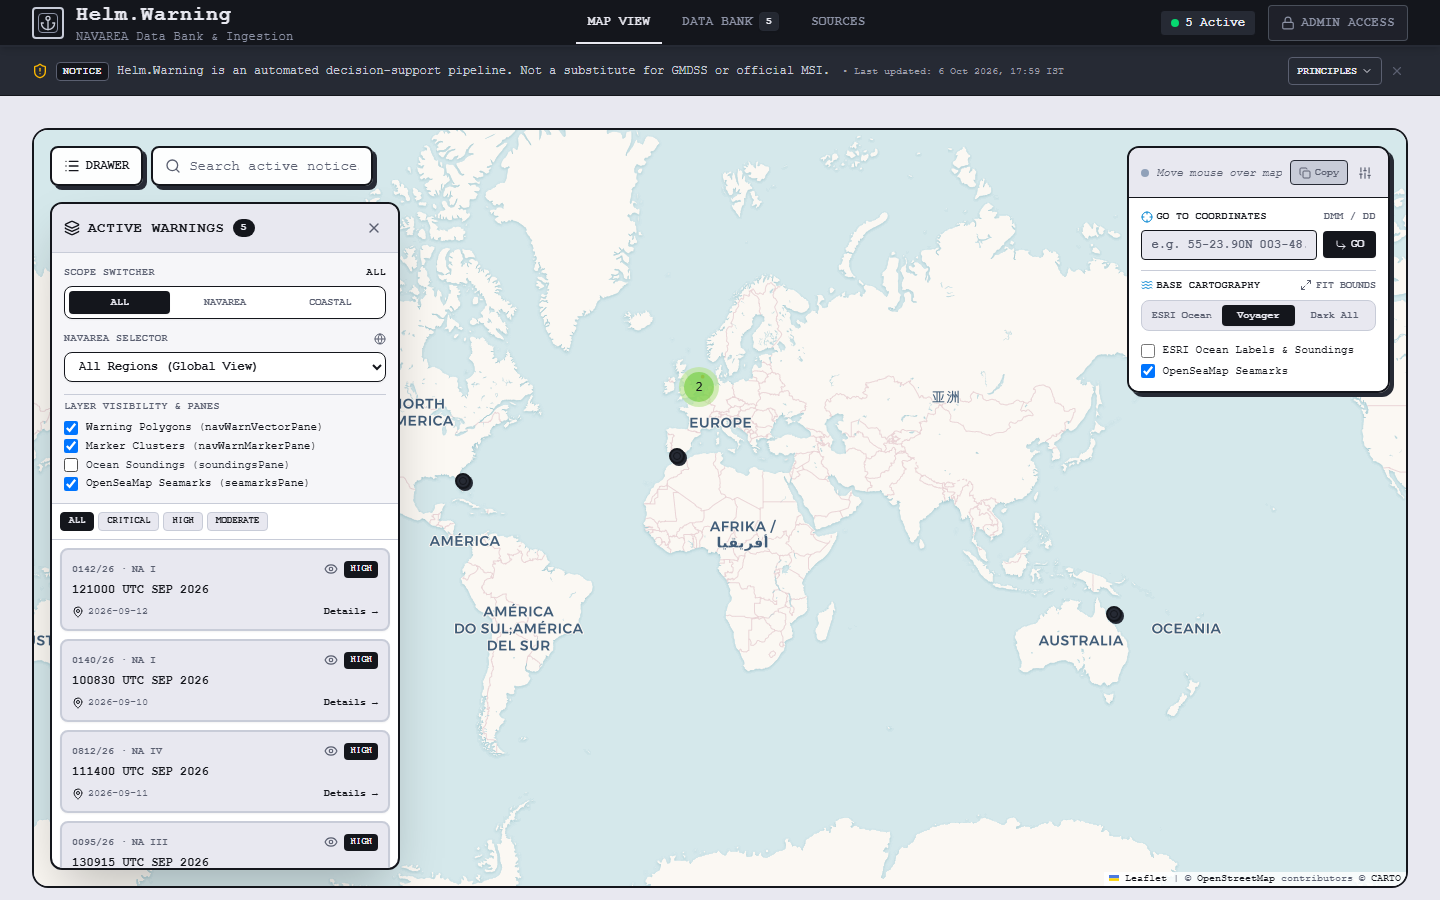 Helm.Warning
NAVAREA Data Bank & Ingestion
MAP VIEW
DATA BANK 5
SOURCES
5 Active
ADMIN ACCESS
NOTICE Helm.Warning is an automated decision-support pipeline. Not a substitute for GMDSS or official MSI. • Last updated: 6 Oct 2026, 17:59 IST
PRINCIPLES
DRAWER
Search active notice
ACTIVE WARNINGS 5
SCOPE SWITCHER ALL
ALL NAVAREA COASTAL
NAVAREA SELECTOR
All Regions (Global View)
LAYER VISIBILITY & PANES
Warning Polygons (navWarnVectorPane)
Marker Clusters (navWarnMarkerPane)
Ocean Soundings (soundingsPane)
OpenSeaMap Seamarks (seamarksPane)
ALL CRITICAL HIGH MODERATE
0142/26 · NA I HIGH
121000 UTC SEP 2026
2026-09-12 Details →
0140/26 · NA I HIGH
100830 UTC SEP 2026
2026-09-10 Details →
0812/26 · NA IV HIGH
111400 UTC SEP 2026
2026-09-11 Details →
0095/26 · NA III HIGH
130915 UTC SEP 2026
Move mouse over map Copy
GO TO COORDINATES DMM / DD
e.g. 55-23.90N 003-48. GO
BASE CARTOGRAPHY FIT BOUNDS
ESRI Ocean Voyager Dark All
ESRI Ocean Labels & Soundings
OpenSeaMap Seamarks
2
EUROPE
亚洲
ORTH
MERICA
AMÉRICA
AFRIKA /
أفريقيا
AMÉRICA
DO SUL;AMÉRICA
DEL SUR
UST
AUSTRALIA
OCEANIA
Leaflet | © OpenStreetMap contributors © CARTO